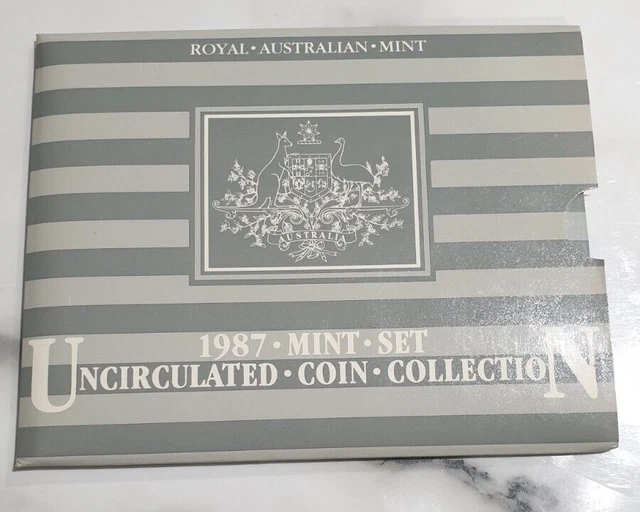 ROYAL • AUSTRALIAN • MINT
AUSTRALIA
1987 • MINT • SET
UNCIRCULATED • COIN • COLLECTION